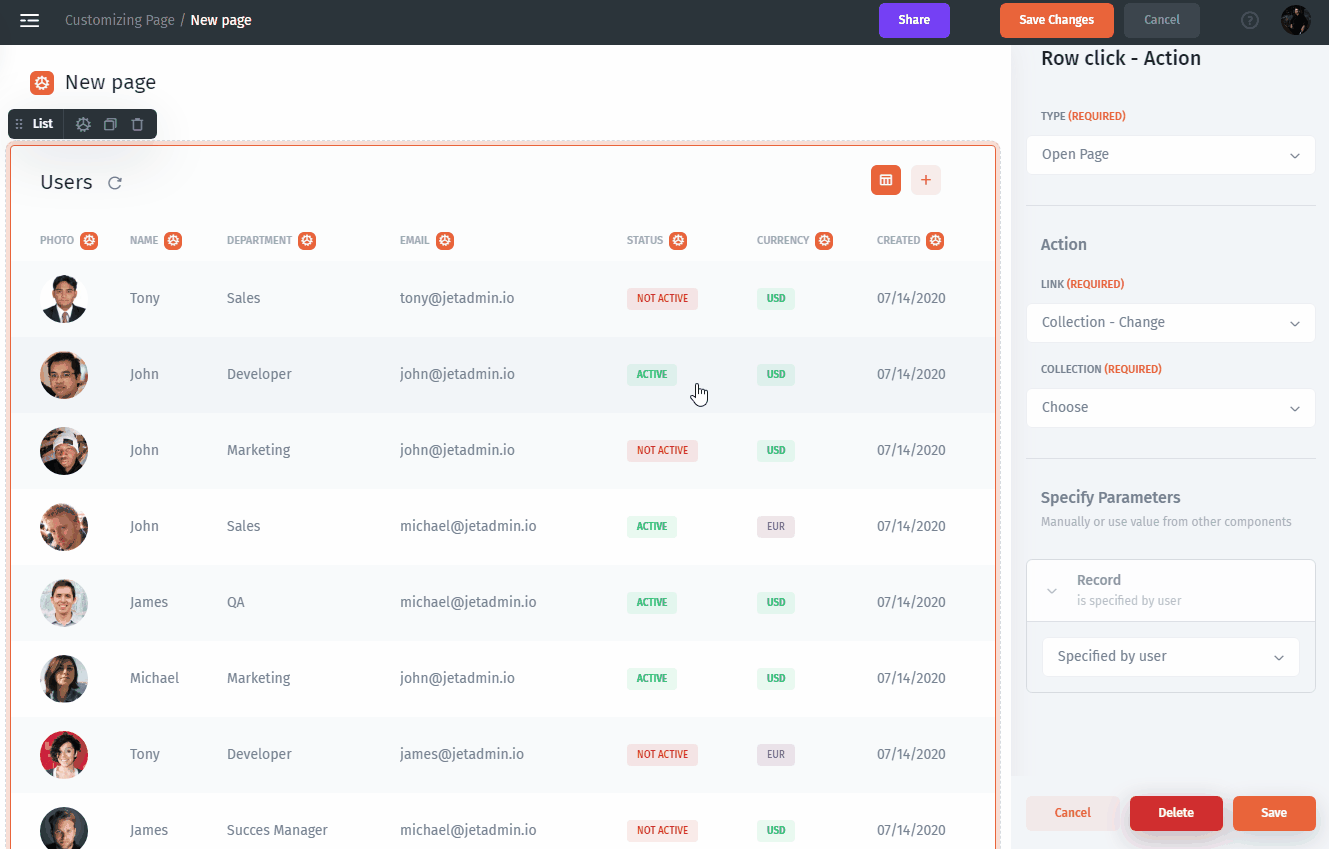 Customizing Page / New page
Share
Save Changes
Cancel
?
New page
List
Users
+
PHOTO NAME DEPARTMENT EMAIL STATUS CURRENCY CREATED
Tony Sales tony@jetadmin.io NOT ACTIVE USD 07/14/2020
John Developer john@jetadmin.io ACTIVE USD 07/14/2020
John Marketing john@jetadmin.io NOT ACTIVE USD 07/14/2020
John Sales michael@jetadmin.io ACTIVE EUR 07/14/2020
James QA michael@jetadmin.io ACTIVE USD 07/14/2020
Michael Marketing john@jetadmin.io ACTIVE USD 07/14/2020
Tony Developer james@jetadmin.io NOT ACTIVE EUR 07/14/2020
James Succes Manager michael@jetadmin.io NOT ACTIVE USD 07/14/2020
Row click - Action
TYPE (REQUIRED)
Open Page
Action
LINK (REQUIRED)
Collection - Change
COLLECTION (REQUIRED)
Choose
Specify Parameters
Manually or use value from other components
Record
is specified by user
Specified by user
Cancel
Delete
Save